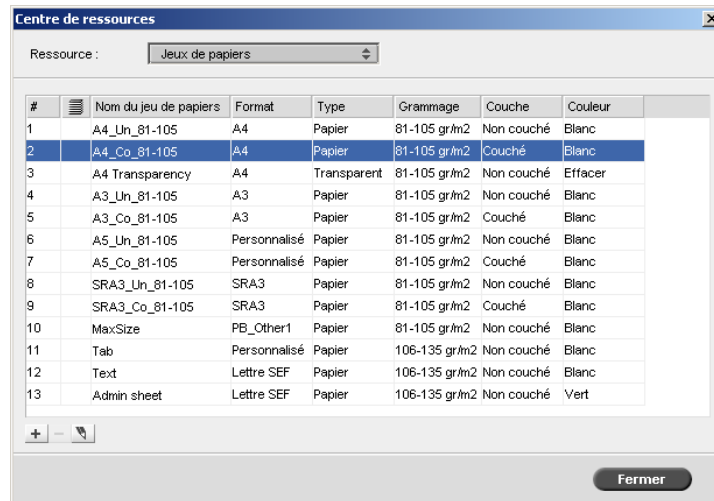 Centre de ressources
Ressource : Jeux de papiers
# Nom du jeu de papiers Format Type Grammage Couche Couleur
1 A4_Un_81-105 A4 Papier 81-105 gr/m2 Non couché Blanc
2 A4_Co_81-105 A4 Papier 81-105 gr/m2 Couché Blanc
3 A4 Transparency A4 Transparent 81-105 gr/m2 Non couché Effacer
4 A3_Un_81-105 A3 Papier 81-105 gr/m2 Non couché Blanc
5 A3_Co_81-105 A3 Papier 81-105 gr/m2 Couché Blanc
6 A5_Un_81-105 Personnalisé Papier 81-105 gr/m2 Non couché Blanc
7 A5_Co_81-105 Personnalisé Papier 81-105 gr/m2 Couché Blanc
8 SRA3_Un_81-105 SRA3 Papier 81-105 gr/m2 Non couché Blanc
9 SRA3_Co_81-105 SRA3 Papier 81-105 gr/m2 Couché Blanc
10 MaxSize PB_Other1 Papier 81-105 gr/m2 Non couché Blanc
11 Tab Personnalisé Papier 106-135 gr/m2 Non couché Blanc
12 Text Lettre SEF Papier 106-135 gr/m2 Non couché Blanc
13 Admin sheet Lettre SEF Papier 106-135 gr/m2 Non couché Vert
Fermer